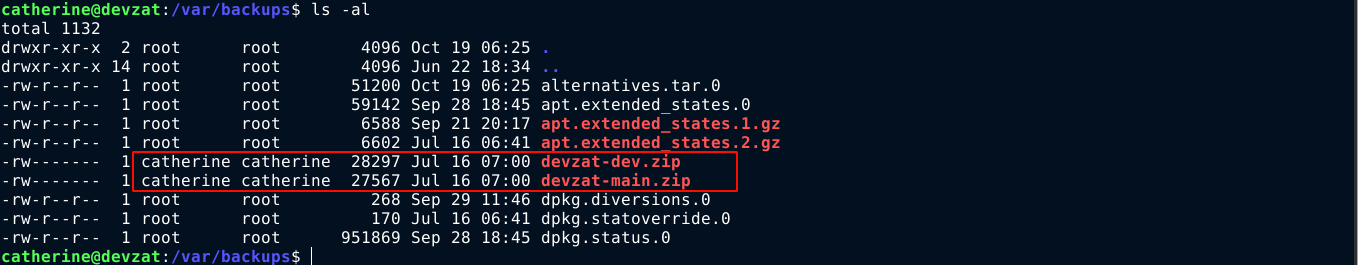 catherine@devzat:/var/backups$ ls -al
total 1132
drwxr-xr-x  2 root      root        4096 Oct 19 06:25 .
drwxr-xr-x 14 root      root        4096 Jun 22 18:34 ..
-rw-r--r--  1 root      root       51200 Oct 19 06:25 alternatives.tar.0
-rw-r--r--  1 root      root       59142 Sep 28 18:45 apt.extended_states.0
-rw-r--r--  1 root      root        6588 Sep 21 20:17 apt.extended_states.1.gz
-rw-r--r--  1 root      root        6602 Jul 16 06:41 apt.extended_states.2.gz
-rw-------  1 catherine catherine  28297 Jul 16 07:00 devzat-dev.zip
-rw-------  1 catherine catherine  27567 Jul 16 07:00 devzat-main.zip
-rw-r--r--  1 root      root         268 Sep 29 11:46 dpkg.diversions.0
-rw-r--r--  1 root      root         170 Jul 16 06:41 dpkg.statoverride.0
-rw-r--r--  1 root      root      951869 Sep 28 18:45 dpkg.status.0
catherine@devzat:/var/backups$